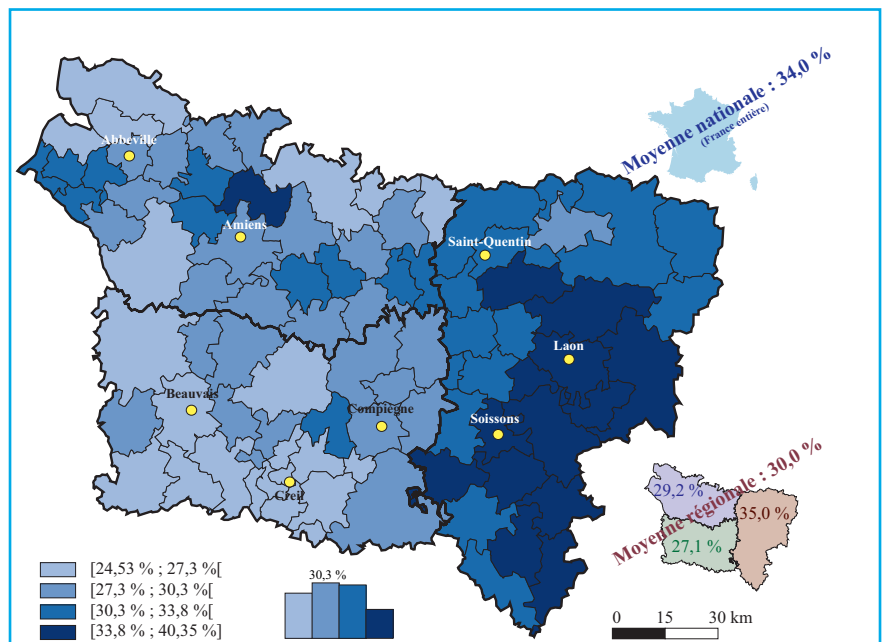 Moyenne nationale : 34,0 %
(France entière)
Abbeville
Amiens
Saint-Quentin
Laon
Beauvais
Compiègne
Soissons
Creil
Moyenne régionale : 30,0 %
29,2 %
35,0 %
27,1 %
[24,53 % ; 27,3 %[
[27,3 % ; 30,3 %[
[30,3 % ; 33,8 %[
[33,8 % ; 40,35 %]
30,3 %
0 15 30 km